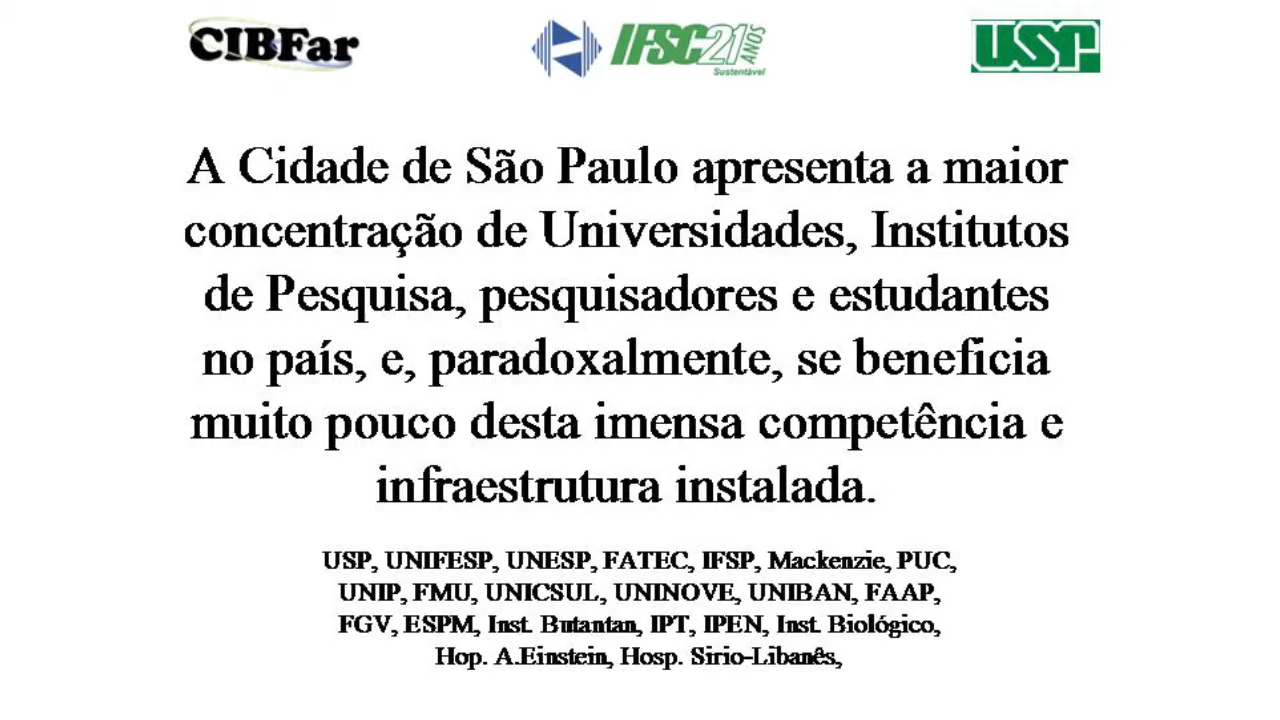 CIBFar
IFSC 21 ANOS
Sustentável
USP
A Cidade de São Paulo apresenta a maior
concentração de Universidades, Institutos
de Pesquisa, pesquisadores e estudantes
no país, e, paradoxalmente, se beneficia
muito pouco desta imensa competência e
infraestrutura instalada.
USP, UNIFESP, UNESP, FATEC, IFSP, Mackenzie, PUC,
UNIP, FMU, UNICSUL, UNINOVE, UNIBAN, FAAP,
FGV, ESPM, Inst. Butantan, IPT, IPEN, Inst. Biológico,
Hop. A.Einstein, Hosp. Sirio-Libanês,